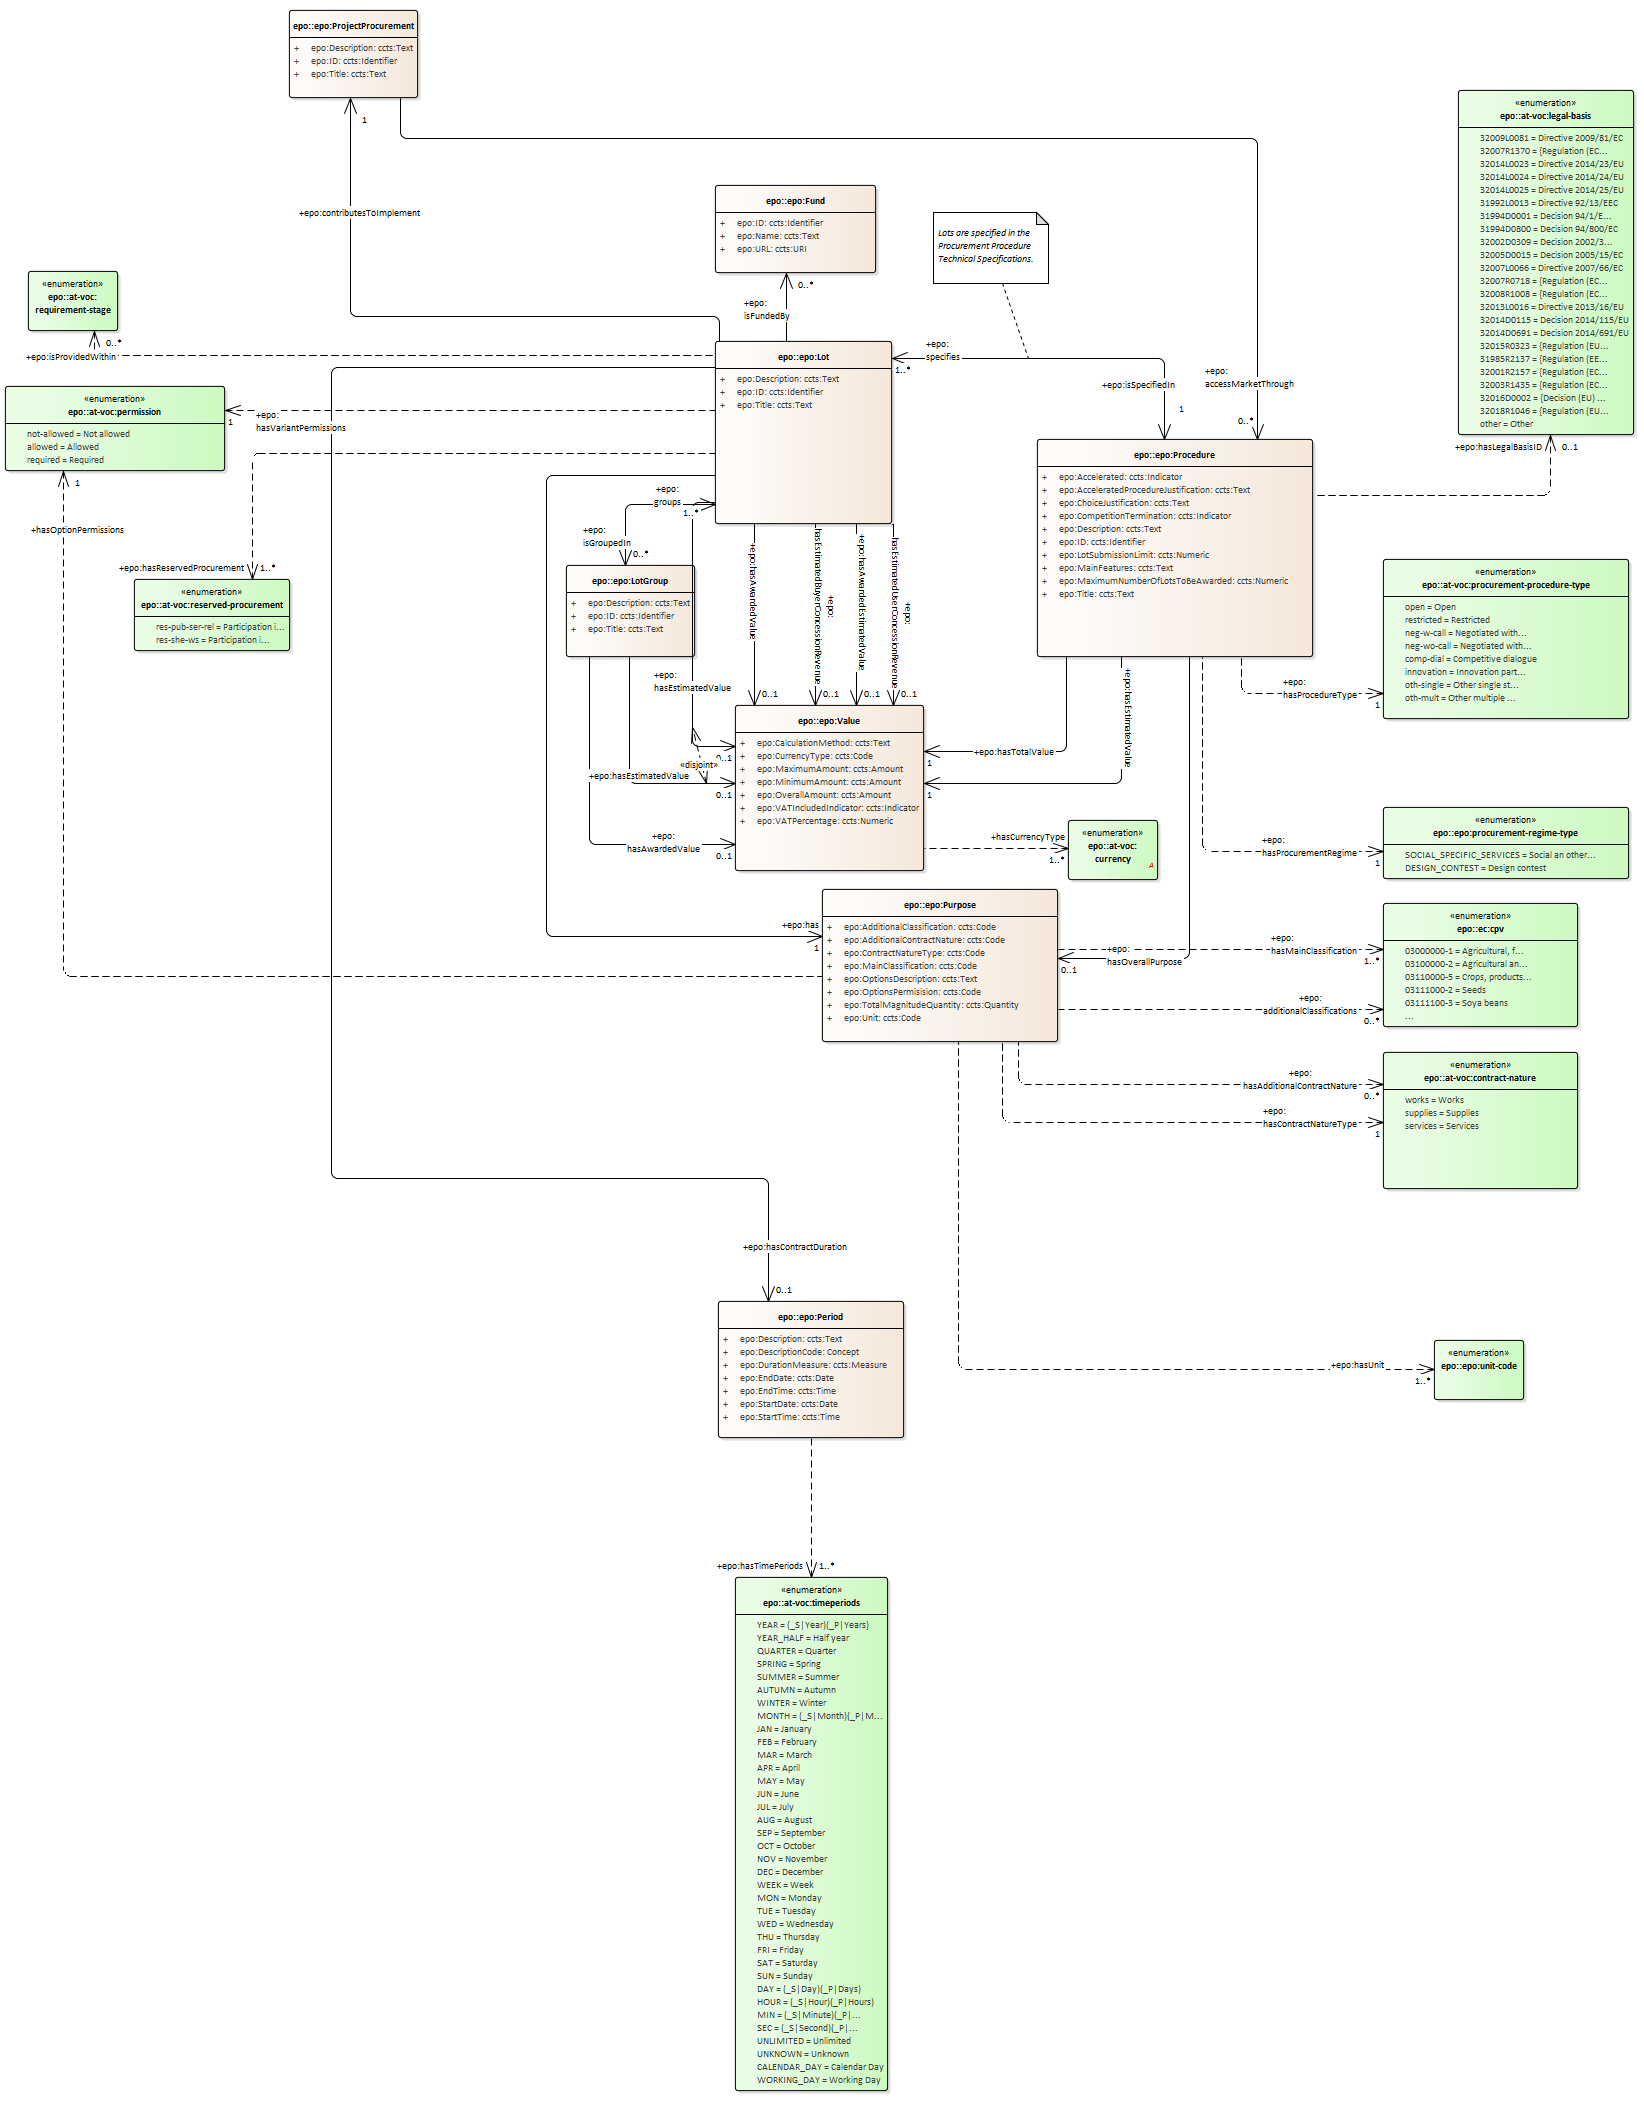 epo::epo:ProjectProcurement
+ epo:Description: ccts:Text
+ epo:ID: ccts:Identifier
+ epo:Title: ccts:Text
1
+epo:contributesToImplement
«enumeration»
epo::at-voc:legal-basis
32009L0081 = Directive 2009/81/EC
32007R1370 = {Regulation (EC...
32014L0023 = Directive 2014/23/EU
32014L0024 = Directive 2014/24/EU
32014L0025 = Directive 2014/25/EU
31992L0013 = Directive 92/13/EEC
31994D0001 = Decision 94/1/E...
31994D0800 = Decision 94/800/EC
32002D0309 = Decision 2002/3...
32005D0015 = Decision 2005/15/EC
32007L0066 = Directive 2007/66/EC
32007R0718 = {Regulation (EC...
32008R1008 = {Regulation (EC...
32013L0016 = Directive 2013/16/EU
32014D0115 = Decision 2014/115/EU
32014D0691 = Decision 2014/691/EU
32015R0323 = {Regulation (EU...
31985R2137 = {Regulation (EE...
32001R2157 = {Regulation (EC...
32003R1435 = {Regulation (EC...
32016D0002 = {Decision (EU) ...
32018R1046 = {Regulation (EU...
other = Other
+epo:hasLegalBasisID
0..1
epo::epo:Fund
+ epo:ID: ccts:Identifier
+ epo:Name: ccts:Text
+ epo:URL: ccts:URI
0..*
+epo:
isFundedBy
Lots are specified in the
Procurement Procedure
Technical Specifications.
«enumeration»
epo::at-voc:
requirement-stage
0..*
+epo:isProvidedWithin
epo::epo:Lot
+ epo:Description: ccts:Text
+ epo:ID: ccts:Identifier
+ epo:Title: ccts:Text
+epo:
specifies
1..*
+epo:isSpecifiedIn
1
+epo:
accessMarketThrough
0..*
«enumeration»
epo::at-voc:permission
not-allowed = Not allowed
allowed = Allowed
required = Required
1
+epo:
hasVariantPermissions
1
+hasOptionPermissions
epo::epo:Procedure
+ epo:Accelerated: ccts:Indicator
+ epo:AcceleratedProcedureJustification: ccts:Text
+ epo:ChoiceJustification: ccts:Text
+ epo:CompetitionTermination: ccts:Indicator
+ epo:Description: ccts:Text
+ epo:ID: ccts:Identifier
+ epo:LotSubmissionLimit: ccts:Numeric
+ epo:MainFeatures: ccts:Text
+ epo:MaximumNumberOfLotsToBeAwarded: ccts:Numeric
+ epo:Title: ccts:Text
+epo:
groups
1..*
+epo:
isGroupedIn
0..*
+epo:hasReservedProcurement
1..*
«enumeration»
epo::at-voc:reserved-procurement
res-pub-ser-rel = Participation i...
res-she-ws = Participation i...
epo::epo:LotGroup
+ epo:Description: ccts:Text
+ epo:ID: ccts:Identifier
+ epo:Title: ccts:Text
+epo:hasAwardedValue
0..1
+epo:
hasEstimatedBuyerConcessionRevenue
0..1
+epo:hasAwardedEstimatedValue
0..1
+epo:
hasEstimatedUserConcessionRevenue
0..1
+epo:
hasEstimatedValue
0..1
«enumeration»
epo::at-voc:procurement-procedure-type
open = Open
restricted = Restricted
neg-w-call = Negotiated with...
neg-wo-call = Negotiated with...
comp-dial = Competitive dialogue
innovation = Innovation part...
oth-single = Other single st...
oth-mult = Other multiple ...
+epo:
hasProcedureType
1
epo::epo:Value
+ epo:CalculationMethod: ccts:Text
+ epo:CurrencyType: ccts:Code
+ epo:MaximumAmount: ccts:Amount
+ epo:MinimumAmount: ccts:Amount
+ epo:OverallAmount: ccts:Amount
+ epo:VATIncludedIndicator: ccts:Indicator
+ epo:VATPercentage: ccts:Numeric
«disjoint»
+epo:hasEstimatedValue
0..1
+epo:
hasAwardedValue
0..1
+epo:hasTotalValue
1
+epo:hasEstimatedValue
1
+hasCurrencyType
1..*
«enumeration»
epo::at-voc:
currency
A
+epo:
hasProcurementRegime
1
«enumeration»
epo::epo:procurement-regime-type
SOCIAL_SPECIFIC_SERVICES = Social an other...
DESIGN_CONTEST = Design contest
epo::epo:Purpose
+ epo:AdditionalClassification: ccts:Code
+ epo:AdditionalContractNature: ccts:Code
+ epo:ContractNatureType: ccts:Code
+ epo:MainClassification: ccts:Code
+ epo:OptionsDescription: ccts:Text
+ epo:OptionsPermisision: ccts:Code
+ epo:TotalMagnitudeQuantity: ccts:Quantity
+ epo:Unit: ccts:Code
+epo:has
1
+epo:
hasOverallPurpose
0..1
+epo:
hasMainClassification
1..*
+epo:
additionalClassifications
0..*
«enumeration»
epo::ec:cpv
03000000-1 = Agricultural, f...
03100000-2 = Agricultural an...
03110000-5 = Crops, products...
03111000-2 = Seeds
03111100-3 = Soya beans
...
+epo:
hasAdditionalContractNature
0..*
+epo:
hasContractNatureType
1
«enumeration»
epo::at-voc:contract-nature
works = Works
supplies = Supplies
services = Services
+epo:hasContractDuration
0..1
epo::epo:Period
+ epo:Description: ccts:Text
+ epo:DescriptionCode: Concept
+ epo:DurationMeasure: ccts:Measure
+ epo:EndDate: ccts:Date
+ epo:EndTime: ccts:Time
+ epo:StartDate: ccts:Date
+ epo:StartTime: ccts:Time
+epo:hasUnit
1..*
«enumeration»
epo::epo:unit-code
+epo:hasTimePeriods
1..*
«enumeration»
epo::at-voc:timeperiods
YEAR = (_S|Year)(_P|Years)
YEAR_HALF = Half year
QUARTER = Quarter
SPRING = Spring
SUMMER = Summer
AUTUMN = Autumn
WINTER = Winter
MONTH = (_S|Month)(_P|M...
JAN = January
FEB = February
MAR = March
APR = April
MAY = May
JUN = June
JUL = July
AUG = August
SEP = September
OCT = October
NOV = November
DEC = December
WEEK = Week
MON = Monday
TUE = Tuesday
WED = Wednesday
THU = Thursday
FRI = Friday
SAT = Saturday
SUN = Sunday
DAY = (_S|Day)(_P|Days)
HOUR = (_S|Hour)(_P|Hours)
MIN = (_S|Minute)(_P|...
SEC = (_S|Second)(_P|...
UNLIMITED = Unlimited
UNKNOWN = Unknown
CALENDAR_DAY = Calendar Day
WORKING_DAY = Working Day